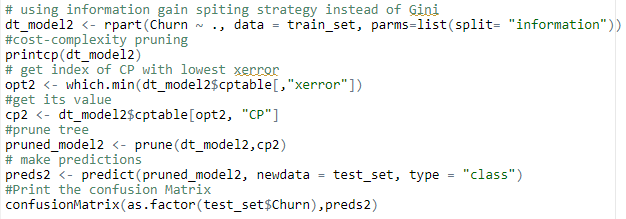 # using information gain spiting strategy instead of Gini
dt_model2 <- rpart(Churn ~ ., data = train_set, parms=list(split= "information"))
#cost-complexity pruning
printcp(dt_model2)
# get index of CP with lowest xerror
opt2 <- which.min(dt_model2$cptable[,"xerror"])
#get its value
cp2 <- dt_model2$cptable[opt2, "CP"]
#prune tree
pruned_model2 <- prune(dt_model2,cp2)
# make predictions
preds2 <- predict(pruned_model2, newdata = test_set, type = "class")
#Print the confusion Matrix
confusionMatrix(as.factor(test_set$Churn),preds2)